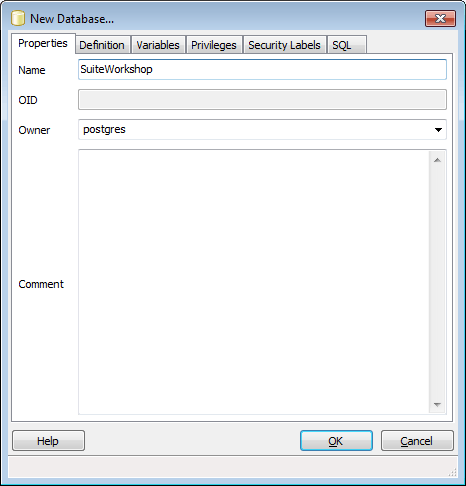 New Database...
Properties Definition Variables Privileges Security Labels SQL
Name SuiteWorkshop
OID
Owner postgres
Comment
Help OK Cancel